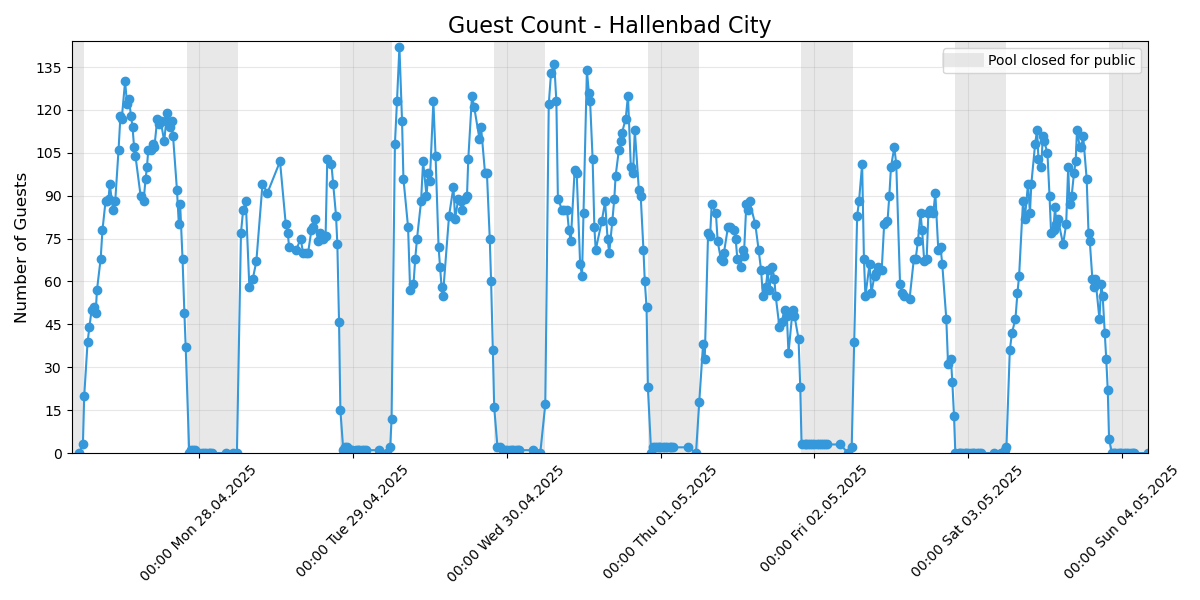 Guest Count - Hallenbad City
Pool closed for public
Number of Guests
135
120
105
90
75
60
45
30
15
0
00:00 Mon 28.04.2025
00:00 Tue 29.04.2025
00:00 Wed 30.04.2025
00:00 Thu 01.05.2025
00:00 Fri 02.05.2025
00:00 Sat 03.05.2025
00:00 Sun 04.05.2025